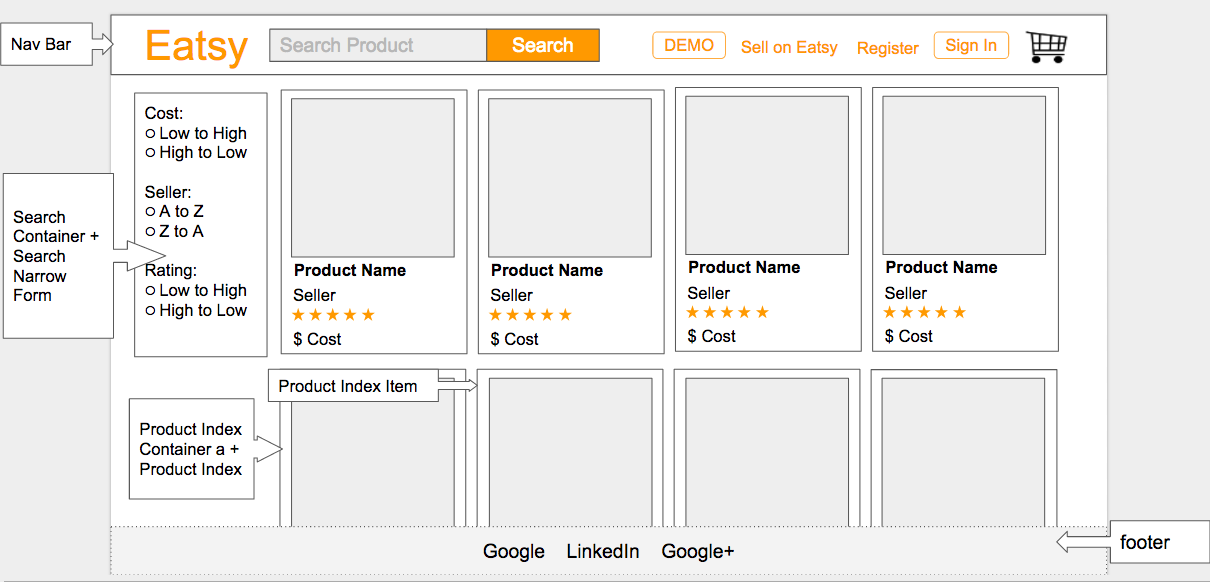 Nav Bar
Eatsy
Search Product
Search
DEMO
Sell on Eatsy
Register
Sign In
Cost:
Low to High
High to Low
Seller:
A to Z
Z to A
Rating:
Low to High
High to Low
Search
Container +
Search
Narrow
Form
Product Name
Seller
★★★★★
$ Cost
Product Name
Seller
★★★★★
$ Cost
Product Name
Seller
★★★★★
$ Cost
Product Name
Seller
★★★★★
$ Cost
Product Index Item
Product Index
Container a +
Product Index
Google
LinkedIn
Google+
footer